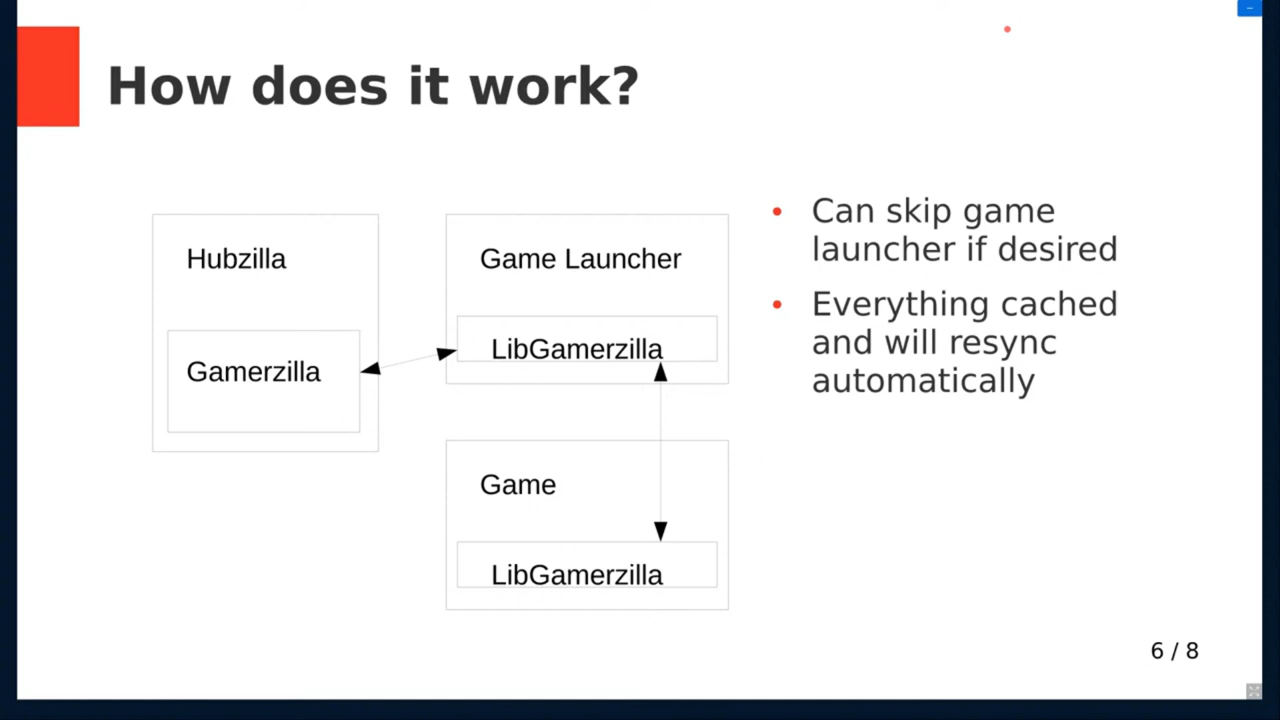 How does it work?
Hubzilla
Gamerzilla
Game Launcher
LibGamerzilla
Game
LibGamerzilla
• Can skip game
launcher if desired
• Everything cached
and will resync
automatically
6 / 8